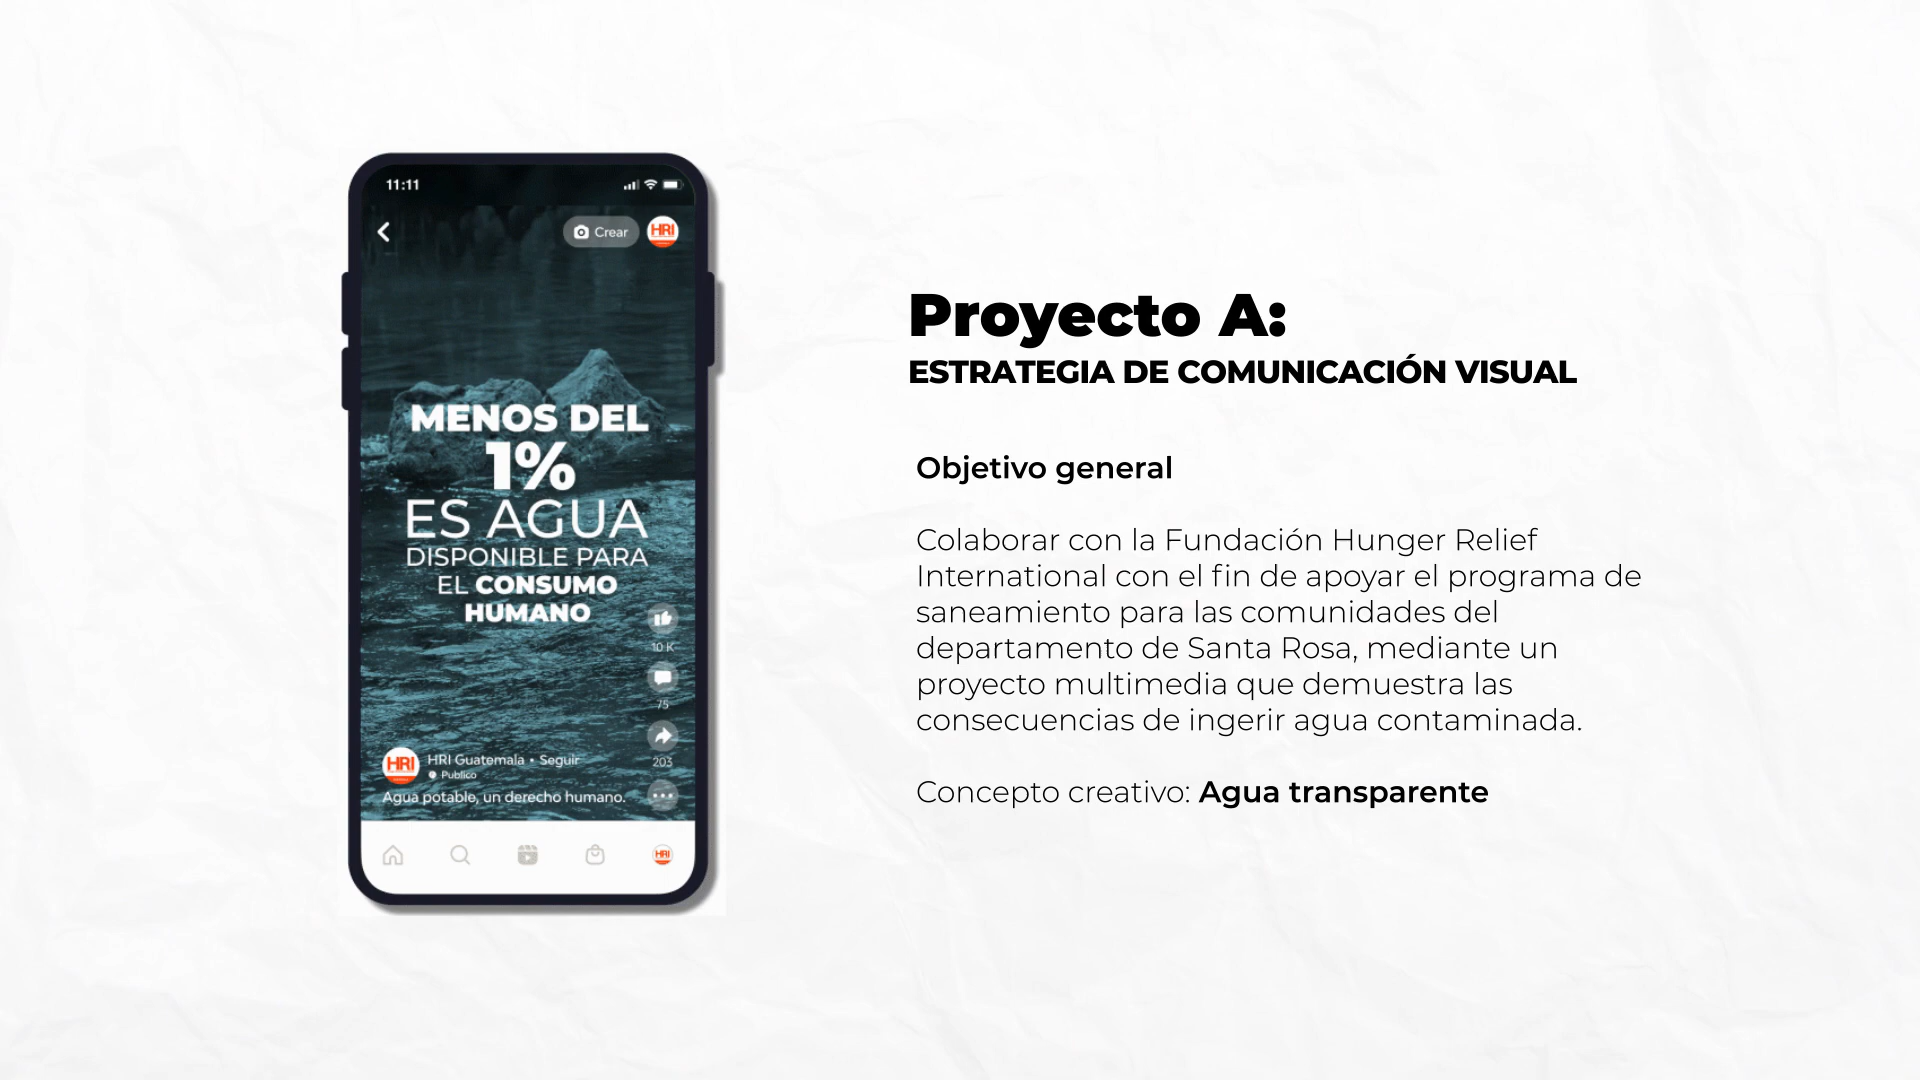 11:11
Crear
HRI
MENOS DEL
1%
ES AGUA
DISPONIBLE PARA
EL CONSUMO
HUMANO
10 K
75
203
HRI
HRI Guatemala • Seguir
Publico
Agua potable, un derecho humano.
HRI
Proyecto A:
ESTRATEGIA DE COMUNICACIÓN VISUAL
Objetivo general
Colaborar con la Fundación Hunger Relief
International con el fin de apoyar el programa de
saneamiento para las comunidades del
departamento de Santa Rosa, mediante un
proyecto multimedia que demuestra las
consecuencias de ingerir agua contaminada.
Concepto creativo: Agua transparente